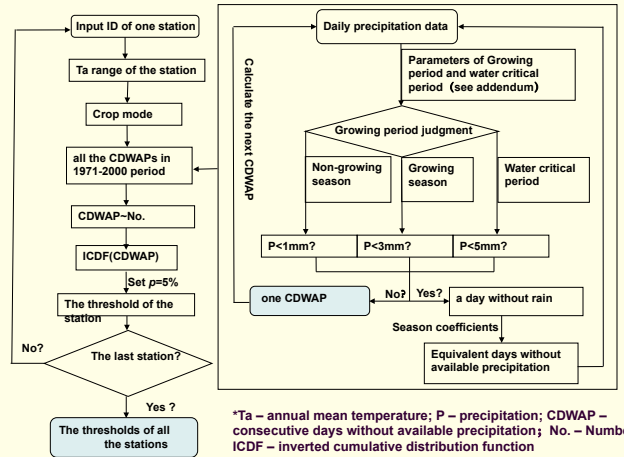 Input ID of one station
Ta range of the station
Crop mode
all the CDWAPs in
1971-2000 period
CDWAP~No.
ICDF(CDWAP)
Set p=5%
The threshold of the
station
No?
The last station?
Yes ?
The thresholds of all
the stations
Calculate the next CDWAP
Daily precipitation data
Parameters of Growing
period and water critical
period（see addendum）
Growing period judgment
Non-growing
season
Growing
season
Water critical
period
P<1mm?
P<3mm?
P<5mm?
one CDWAP
No?
Yes?
a day without rain
Season coefficients
Equivalent days without
available precipitation
*Ta – annual mean temperature; P – precipitation; CDWAP –
consecutive days without available precipitation；No. – Numbe
ICDF – inverted cumulative distribution function